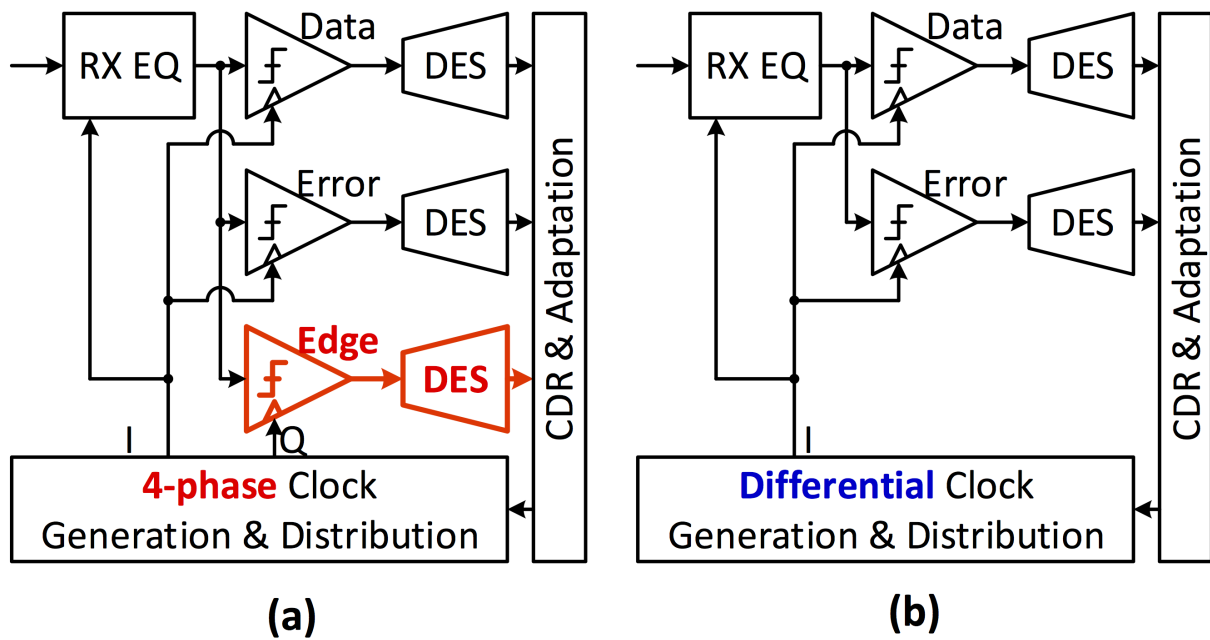 Data
RX EQ
DES
Error
DES
Edge
DES
CDR & Adaptation
I
Q
4-phase Clock
Generation & Distribution
(a)
Data
RX EQ
DES
Error
DES
CDR & Adaptation
I
Differential Clock
Generation & Distribution
(b)